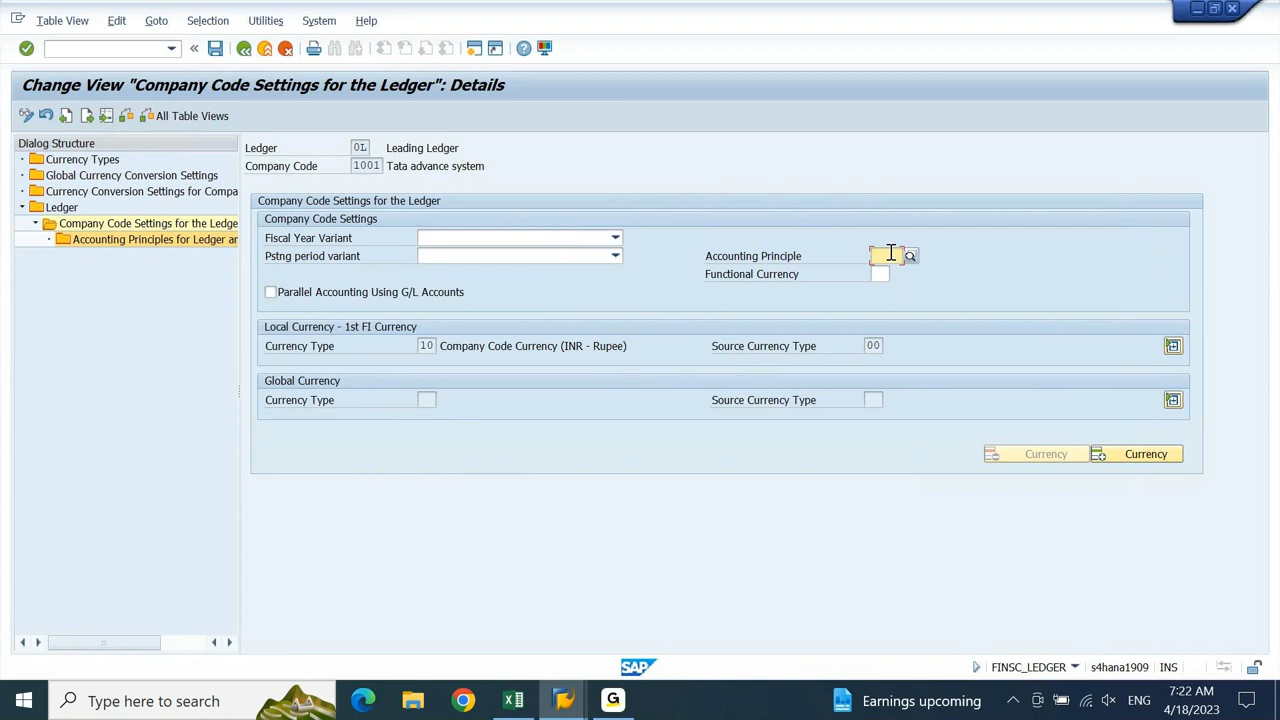 Table View Edit Goto Selection Utilities System Help
Change View "Company Code Settings for the Ledger": Details
All Table Views
Dialog Structure
Currency Types
Global Currency Conversion Settings
Currency Conversion Settings for Compa
Ledger
Company Code Settings for the Ledge
Accounting Principles for Ledger ar
Ledger 0L Leading Ledger
Company Code 1001 Tata advance system
Company Code Settings for the Ledger
Company Code Settings
Fiscal Year Variant
Pstng period variant
Accounting Principle
Functional Currency
Parallel Accounting Using G/L Accounts
Local Currency - 1st FI Currency
Currency Type 10 Company Code Currency (INR - Rupee) Source Currency Type 00
Global Currency
Currency Type Source Currency Type
Currency Currency
SAP FINSC_LEDGER s4hana1909 INS
Type here to search
G
Earnings upcoming
ENG
7:22 AM
4/18/2023